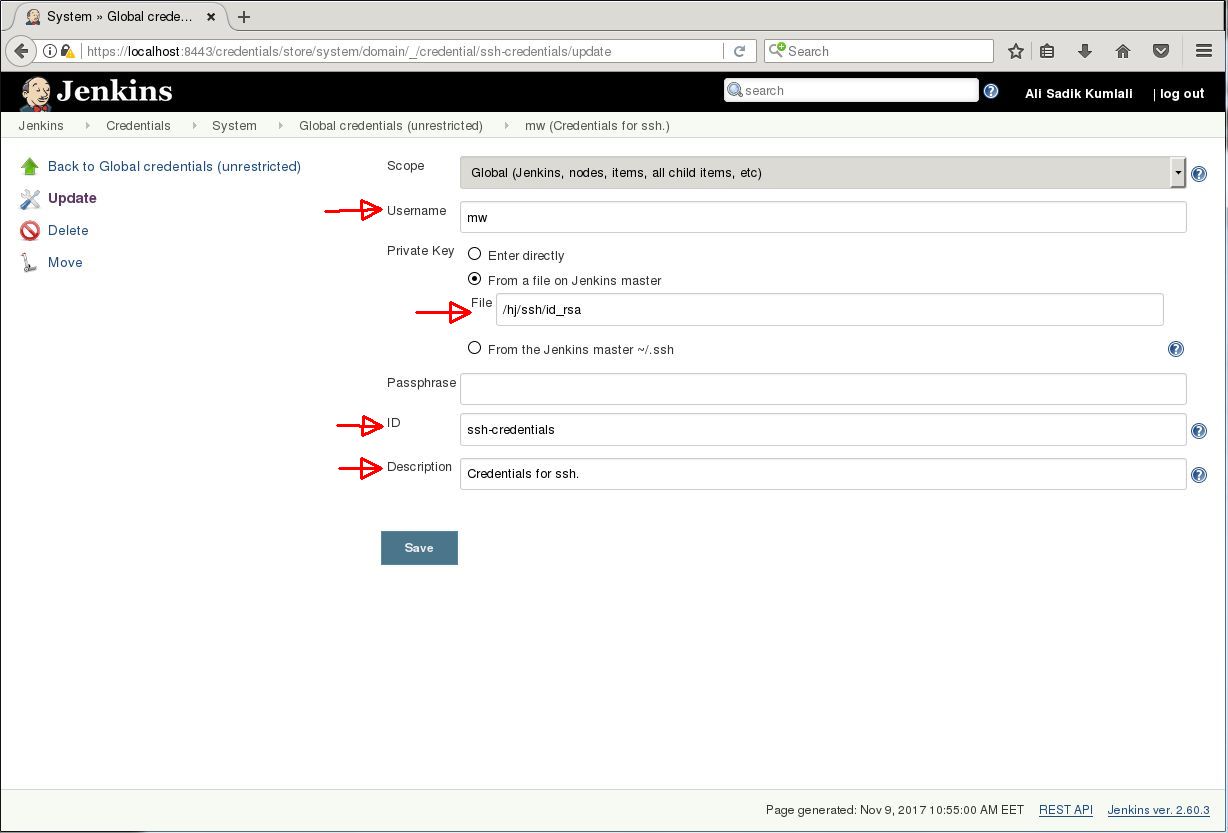 System » Global crede...
https://localhost:8443/credentials/store/system/domain/_/credential/ssh-credentials/update
Search
Jenkins
search
Ali Sadik Kumlali
| log out
Jenkins
Credentials
System
Global credentials (unrestricted)
mw (Credentials for ssh.)
Back to Global credentials (unrestricted)
Update
Delete
Move
Scope
Global (Jenkins, nodes, items, all child items, etc)
Username
mw
Private Key
Enter directly
From a file on Jenkins master
File
/hj/ssh/id_rsa
From the Jenkins master ~/.ssh
Passphrase
ID
ssh-credentials
Description
Credentials for ssh.
Save
Page generated: Nov 9, 2017 10:55:00 AM EET
REST API
Jenkins ver. 2.60.3